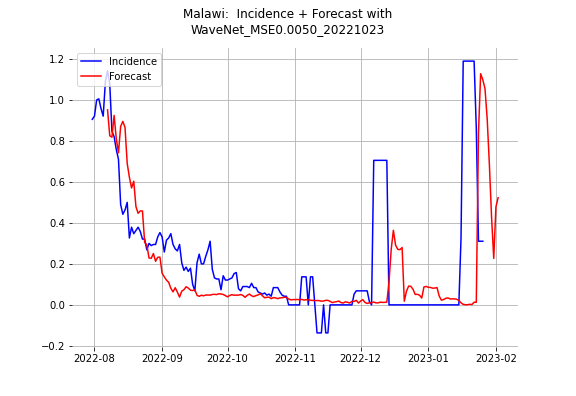 Malawi:  Incidence + Forecast with
WaveNet_MSE0.0050_20221023
Incidence
Forecast
1.2
1.0
0.8
0.6
0.4
0.2
0.0
−0.2
2022-08 2022-09 2022-10 2022-11 2022-12 2023-01 2023-02